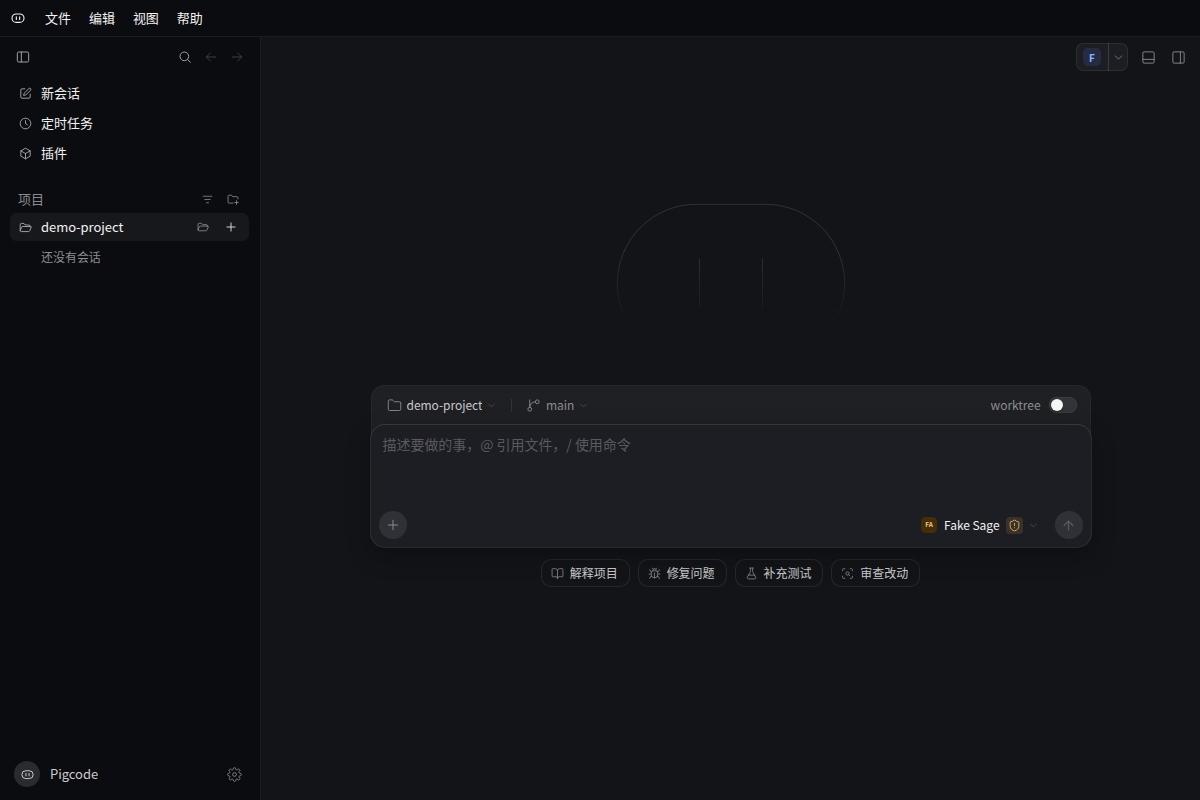 文件 编辑 视图 帮助
新会话
定时任务
插件
项目
demo-project
还没有会话
Pigcode
F
demo-project main worktree
描述要做的事，@ 引用文件，/ 使用命令
FA Fake Sage
解释项目 修复问题 补充测试 审查改动